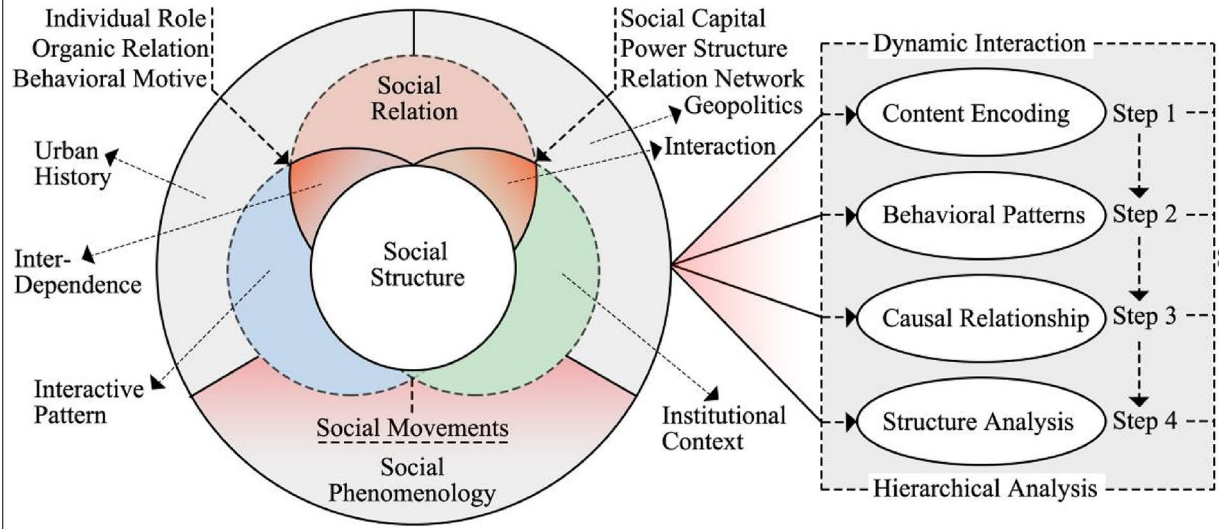 Individual Role
Organic Relation
Behavioral Motive
Social Capital
Power Structure
Relation Network
Geopolitics
Interaction
Social
Relation
Urban
History
Inter-
Dependence
Social
Structure
Interactive
Pattern
Institutional
Context
Social Movements
Social
Phenomenology
Dynamic Interaction
Content Encoding
Step 1
Behavioral Patterns
Step 2
Causal Relationship
Step 3
Structure Analysis
Step 4
Hierarchical Analysis